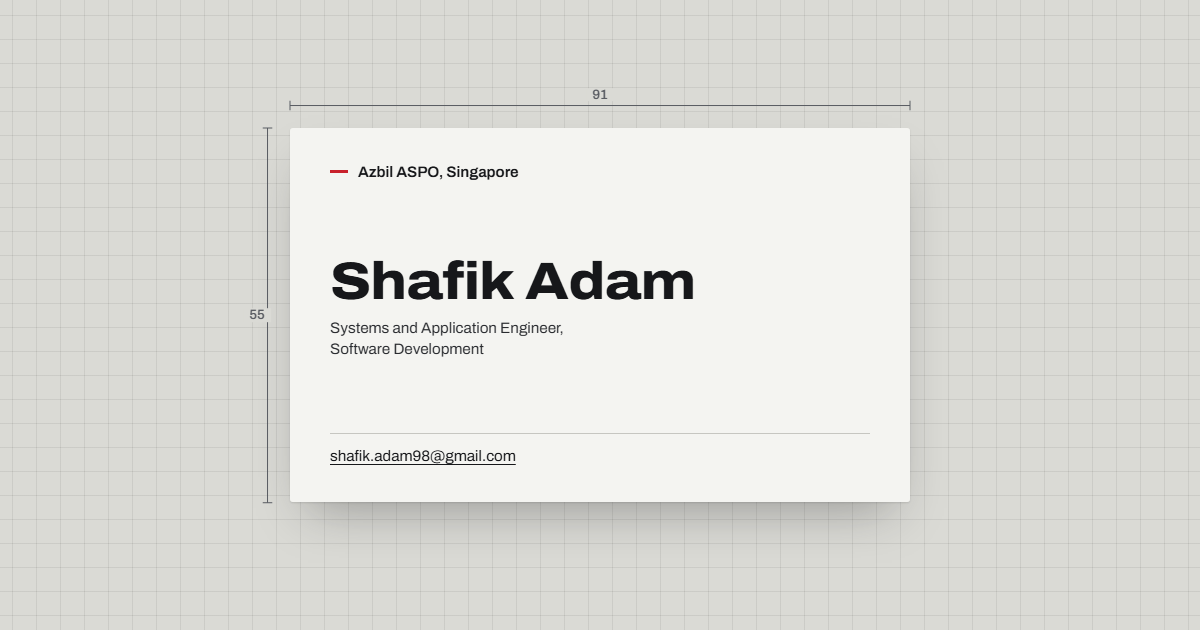 91
Azbil ASPO, Singapore
55
Shafik Adam
Systems and Application Engineer,
Software Development
shafik.adam98@gmail.com